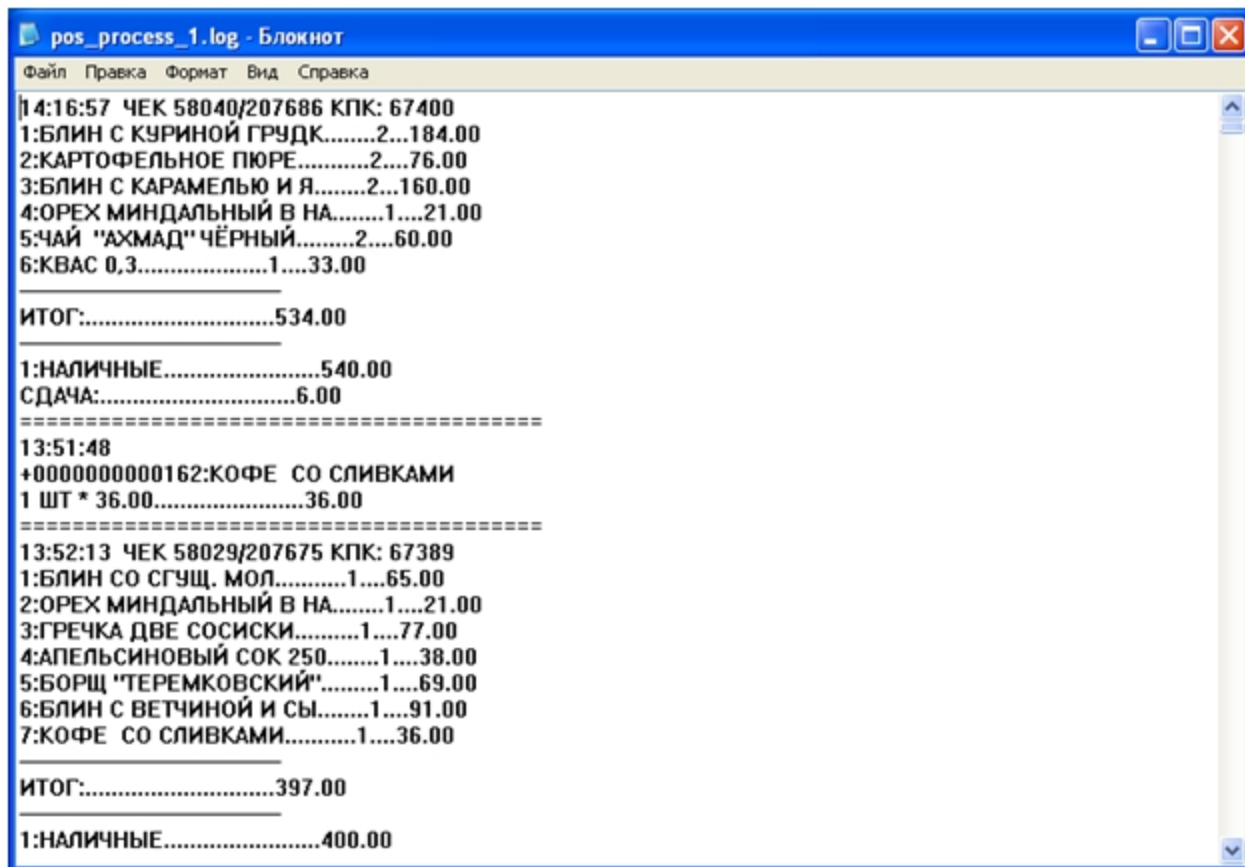 pos_process_1.log - Блокнот
Файл Правка Формат Вид Справка
14:16:57 ЧЕК 58040/207686 КПК: 67400
1:БЛИН С КУРИНОЙ ГРУДК........2...184.00
2:КАРТОФЕЛЬНОЕ ПЮРЕ...........2....76.00
3:БЛИН С КАРАМЕЛЬЮ И Я........2...160.00
4:ОРЕХ МИНДАЛЬНЫЙ В НА........1....21.00
5:ЧАЙ "АХМАД" ЧЁРНЫЙ.........2....60.00
6:КВАС 0,3....................1....33.00
ИТОГ:.............................534.00
1:НАЛИЧНЫЕ........................540.00
СДАЧА:..............................6.00
========================================
13:51:48
+0000000000162:КОФЕ СО СЛИВКАМИ
1 ШТ * 36.00.......................36.00
========================================
13:52:13 ЧЕК 58029/207675 КПК: 67389
1:БЛИН СО СГУЩ. МОЛ...........1....65.00
2:ОРЕХ МИНДАЛЬНЫЙ В НА........1....21.00
3:ГРЕЧКА ДВЕ СОСИСКИ..........1....77.00
4:АПЕЛЬСИНОВЫЙ СОК 250........1....38.00
5:БОРЩ "ТЕРЕМКОВСКИЙ".........1....69.00
6:БЛИН С ВЕТЧИНОЙ И СЫ........1....91.00
7:КОФЕ СО СЛИВКАМИ...........1....36.00
ИТОГ:.............................397.00
1:НАЛИЧНЫЕ........................400.00